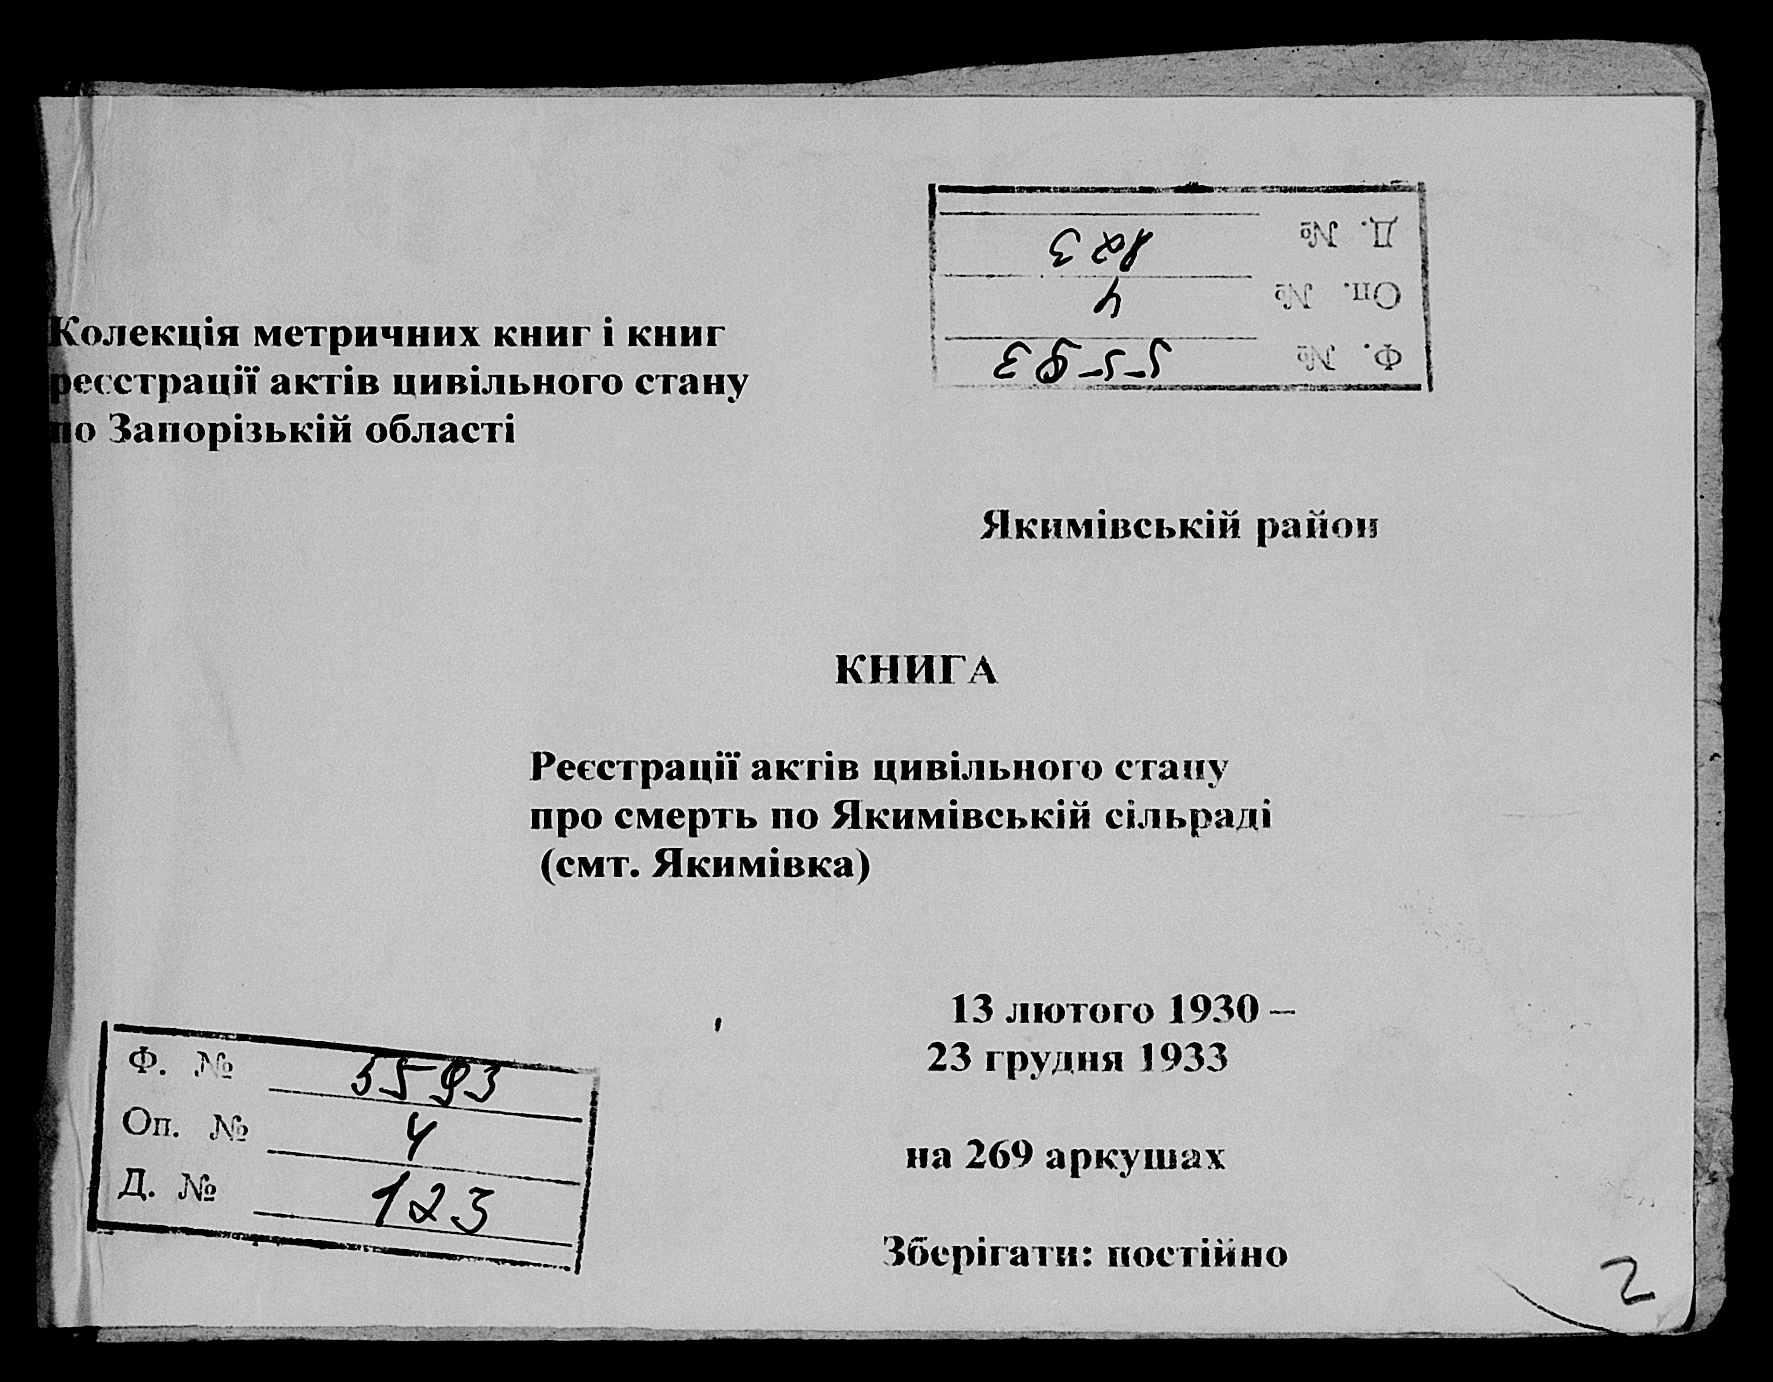 Д. № 123
Оп. № 4
Ф. № 5593
Колекція метричних книг і книг
реєстрації актів цивільного стану
по Запорізькій області
Якимівській район
КНИГА
Реєстрації актів цивільного стану
про смерть по Якимівській сільраді
(смт. Якимівка)
13 лютого 1930 –
23 грудня 1933
на 269 аркушах
Зберігати: постійно
Ф. № 5593
Оп. № 4
Д. № 123
2